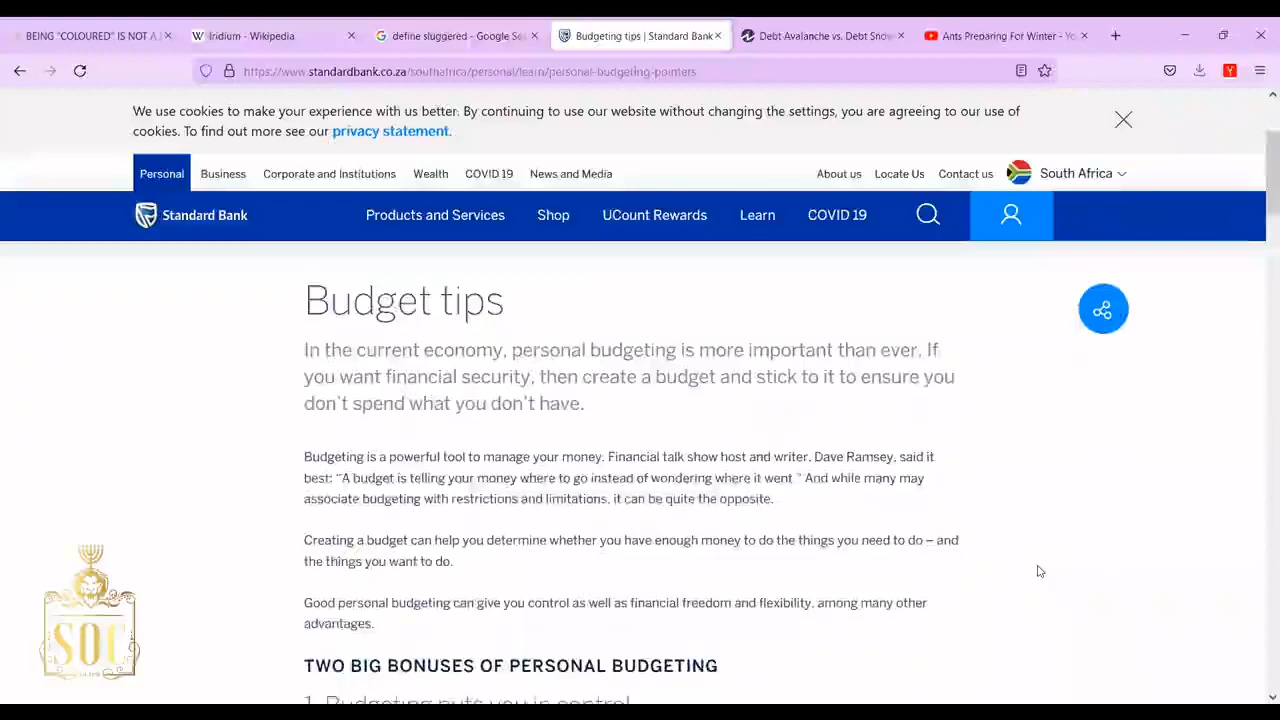 BEING "COLOURED" IS NOT A
Iridium - Wikipedia
define sluggered - Google Se
Budgeting tips | Standard Bank
Debt Avalanche vs. Debt Snow
Ants Preparing For Winter - Yo
https://www.standardbank.co.za/southafrica/personal/learn/personal-budgeting-pointers
We use cookies to make your experience with us better. By continuing to use our website without changing the settings, you are agreeing to our use of
cookies. To find out more see our privacy statement.
Personal Business Corporate and Institutions Wealth COVID 19 News and Media About us Locate Us Contact us South Africa
Standard Bank Products and Services Shop UCount Rewards Learn COVID 19
Budget tips
In the current economy, personal budgeting is more important than ever. If
you want financial security, then create a budget and stick to it to ensure you
don't spend what you don't have.
Budgeting is a powerful tool to manage your money. Financial talk show host and writer, Dave Ramsey, said it
best: "A budget is telling your money where to go instead of wondering where it went." And while many may
associate budgeting with restrictions and limitations, it can be quite the opposite.
Creating a budget can help you determine whether you have enough money to do the things you need to do – and
the things you want to do.
Good personal budgeting can give you control as well as financial freedom and flexibility, among many other
advantages.
TWO BIG BONUSES OF PERSONAL BUDGETING
1. Budgeting puts you in control
SOC